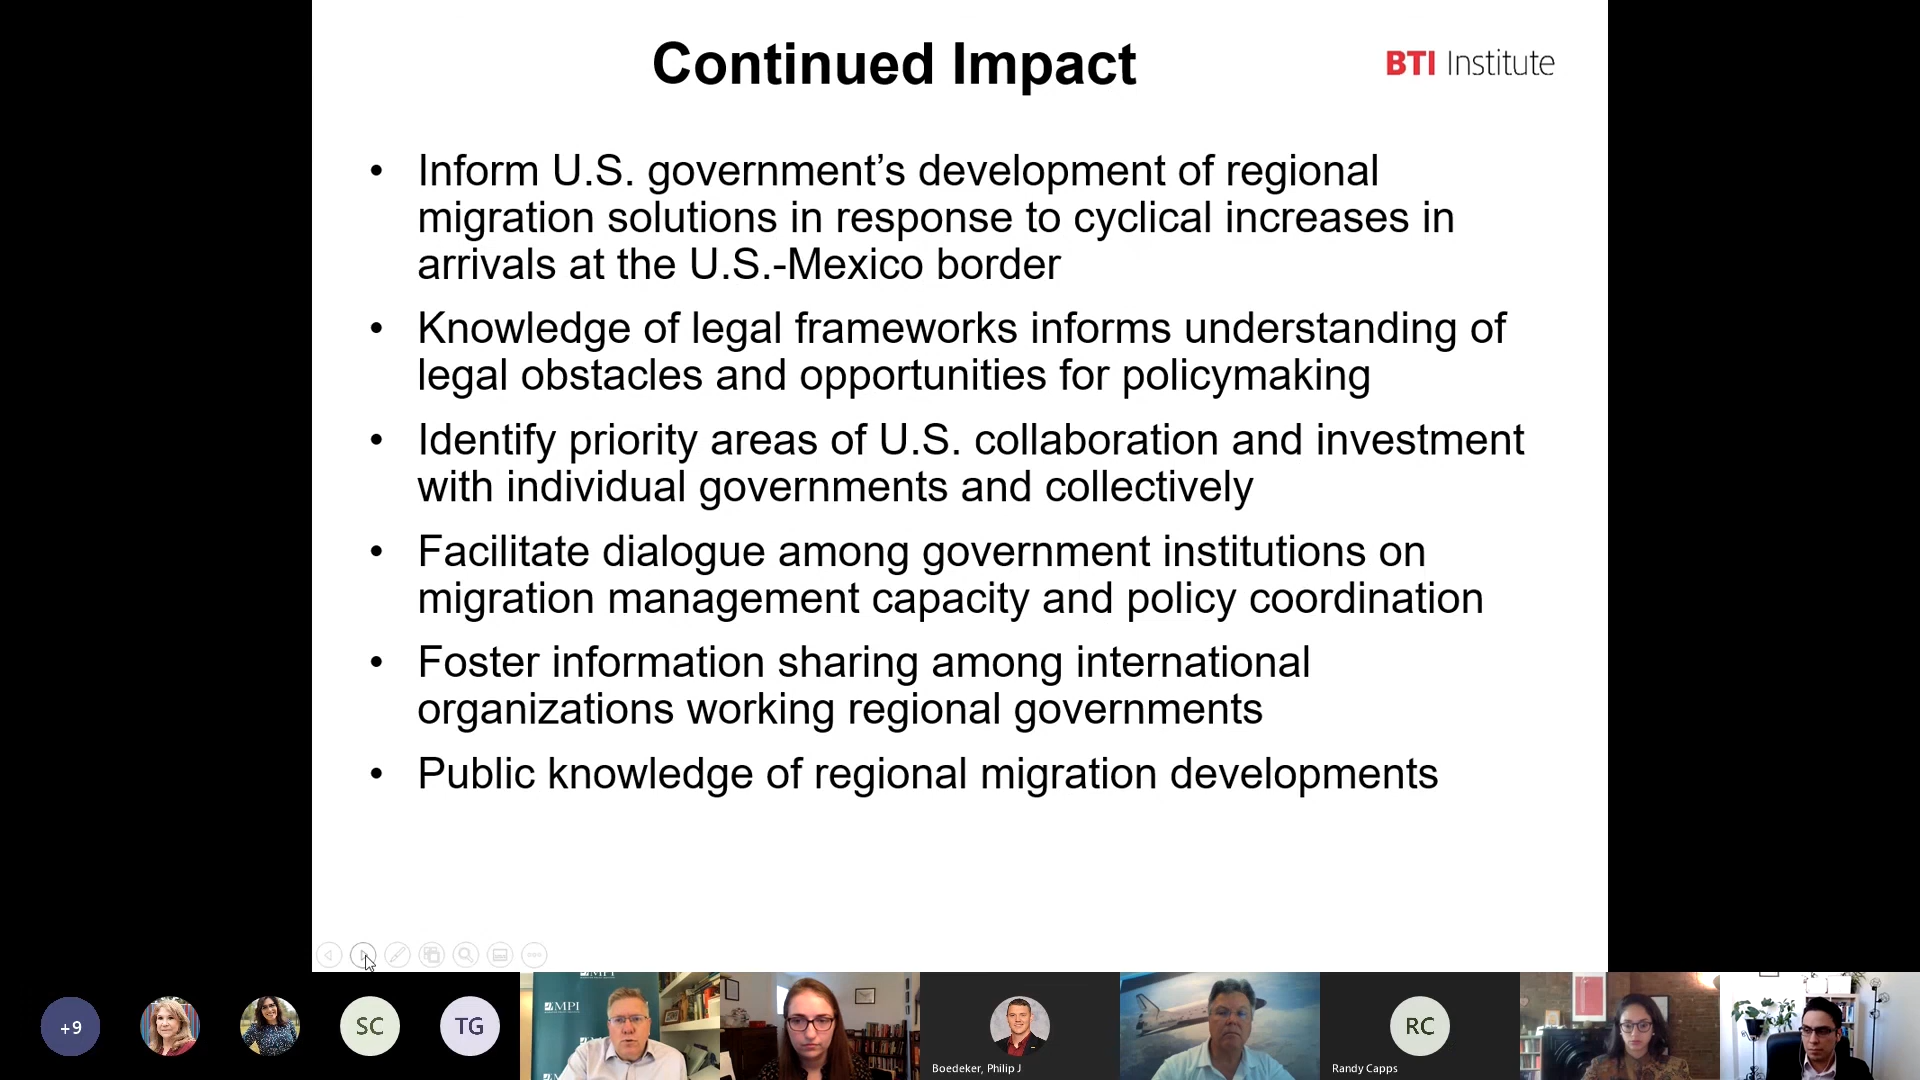 Continued Impact
BTI Institute
• Inform U.S. government’s development of regional
migration solutions in response to cyclical increases in
arrivals at the U.S.-Mexico border
• Knowledge of legal frameworks informs understanding of
legal obstacles and opportunities for policymaking
• Identify priority areas of U.S. collaboration and investment
with individual governments and collectively
• Facilitate dialogue among government institutions on
migration management capacity and policy coordination
• Foster information sharing among international
organizations working regional governments
• Public knowledge of regional migration developments
+9
SC
TG
MPI
MPI
Boedeker, Philip J
RC
Randy Capps